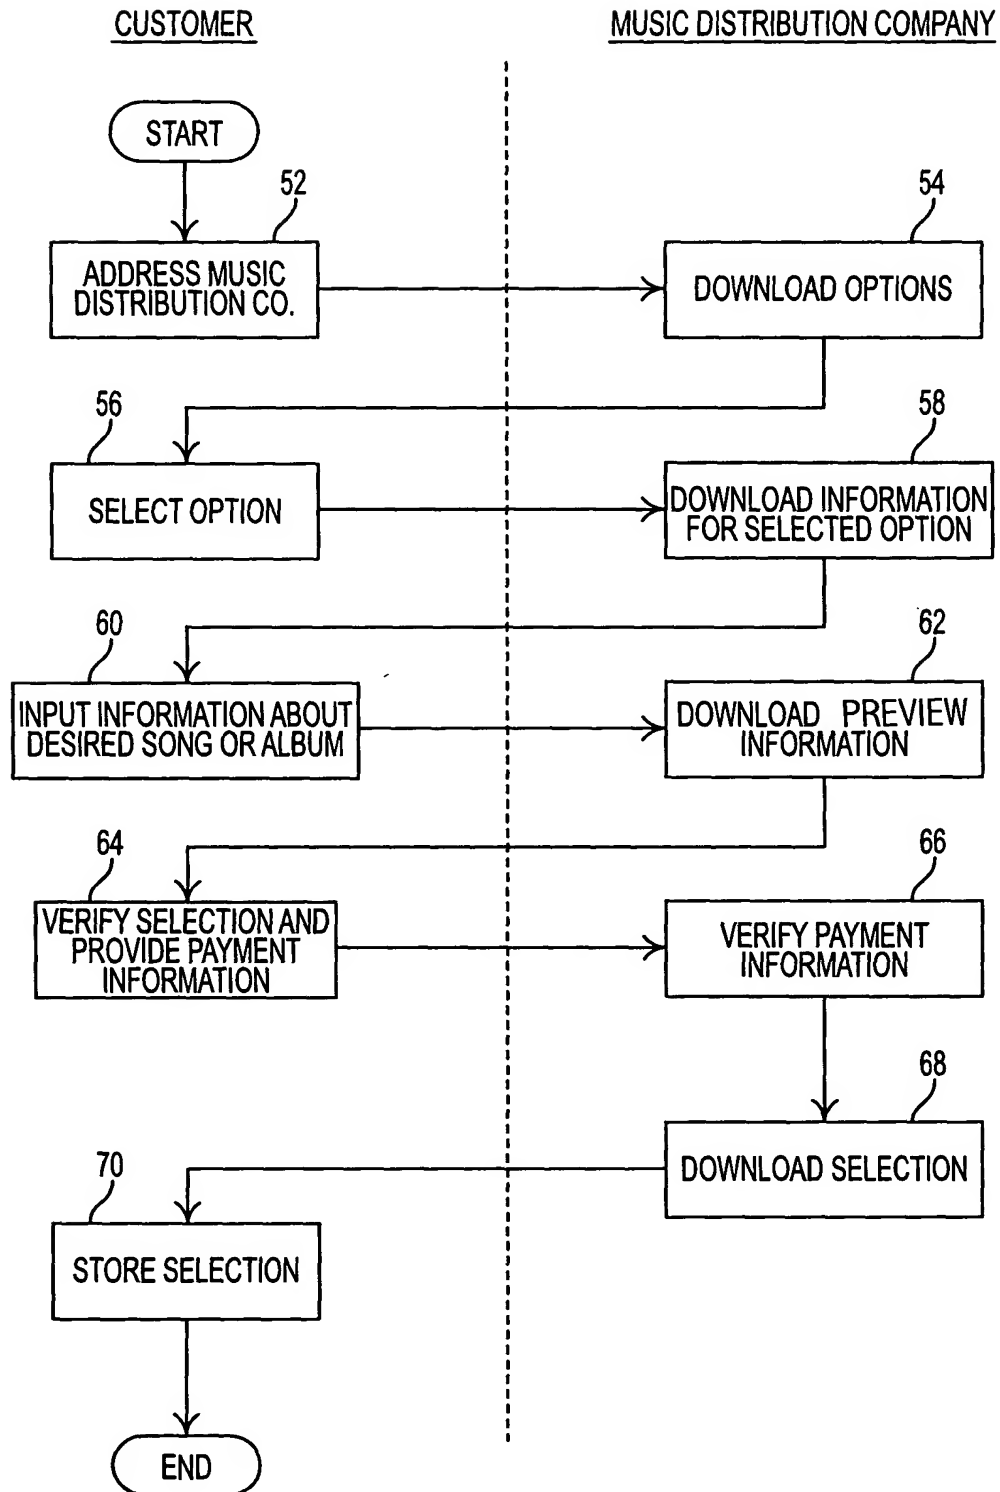 CUSTOMER
MUSIC DISTRIBUTION COMPANY
START
52
54
ADDRESS MUSIC
DISTRIBUTION CO.
DOWNLOAD OPTIONS
56
58
SELECT OPTION
DOWNLOAD INFORMATION
FOR SELECTED OPTION
60
62
INPUT INFORMATION ABOUT
DESIRED SONG OR ALBUM
DOWNLOAD PREVIEW
INFORMATION
64
66
VERIFY SELECTION AND
PROVIDE PAYMENT
INFORMATION
VERIFY PAYMENT
INFORMATION
68
DOWNLOAD SELECTION
70
STORE SELECTION
END